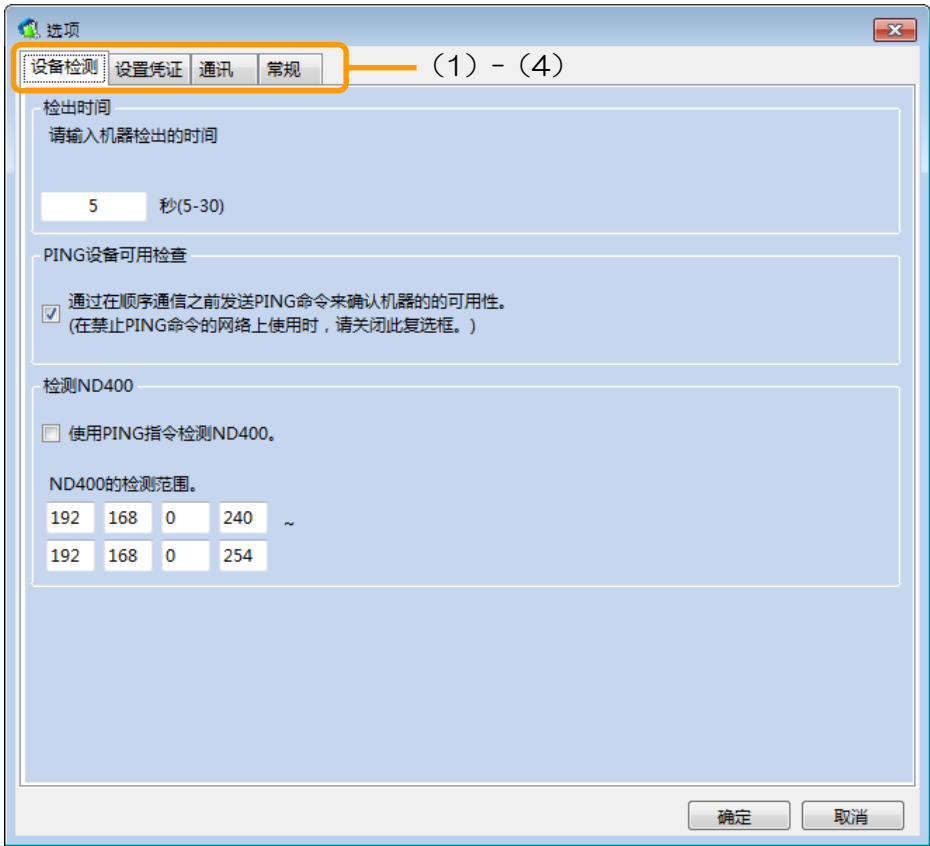 选项
设备检测 设置凭证 通讯 常规 （1）-（4）
检出时间
请输入机器检出的时间
5 秒(5-30)
PING设备可用检查
通过在顺序通信之前发送PING命令来确认机器的的可用性。
(在禁止PING命令的网络上使用时，请关闭此复选框。)
检测ND400
使用PING指令检测ND400。
ND400的检测范围。
192 168 0 240 ~
192 168 0 254
确定 取消